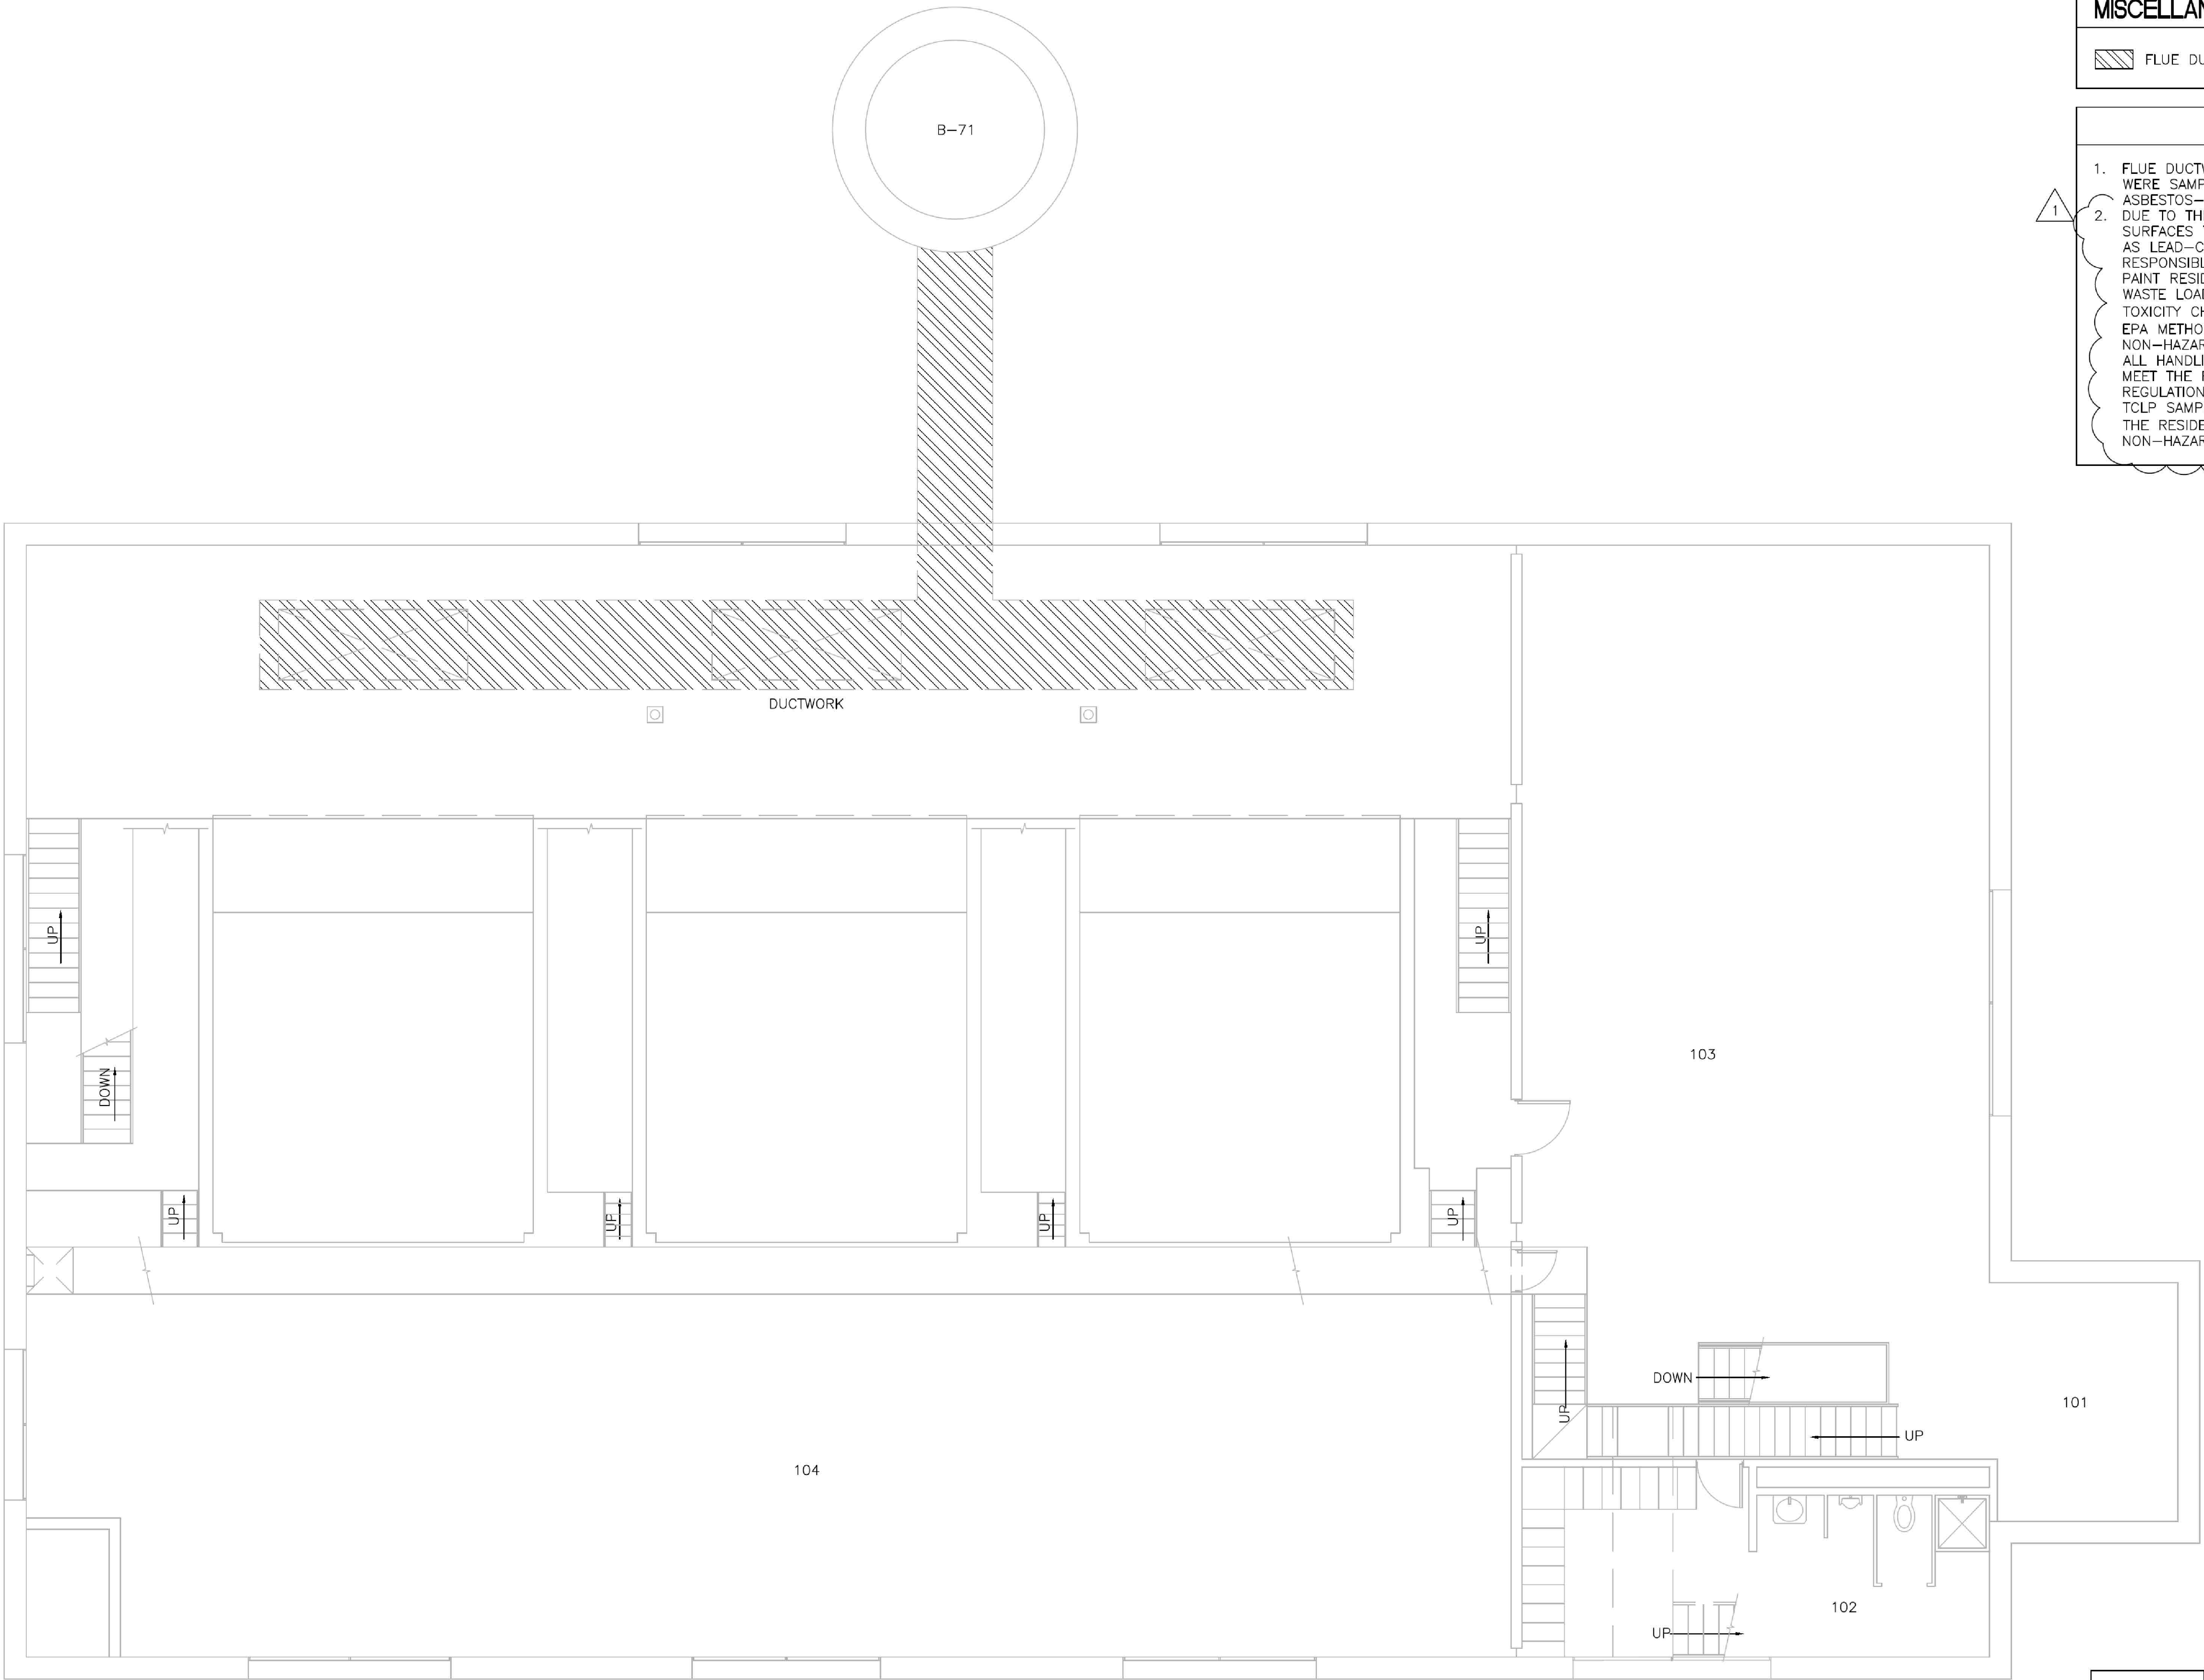 MISCELLAN
FLUE DU
1. FLUE DUCTW
WERE SAMP
ASBESTOS-
1
2. DUE TO THE
SURFACES
AS LEAD-C
RESPONSIBL
PAINT RESID
WASTE LOAD
TOXICITY CH
EPA METHO
NON-HAZAR
ALL HANDLI
MEET THE
REGULATION
TCLP SAMP
THE RESIDE
NON-HAZAR
B-71
DUCTWORK
UP
UP
DOWN
103
UP
UP
UP
UP
DOWN
101
UP
UP
104
102
UP